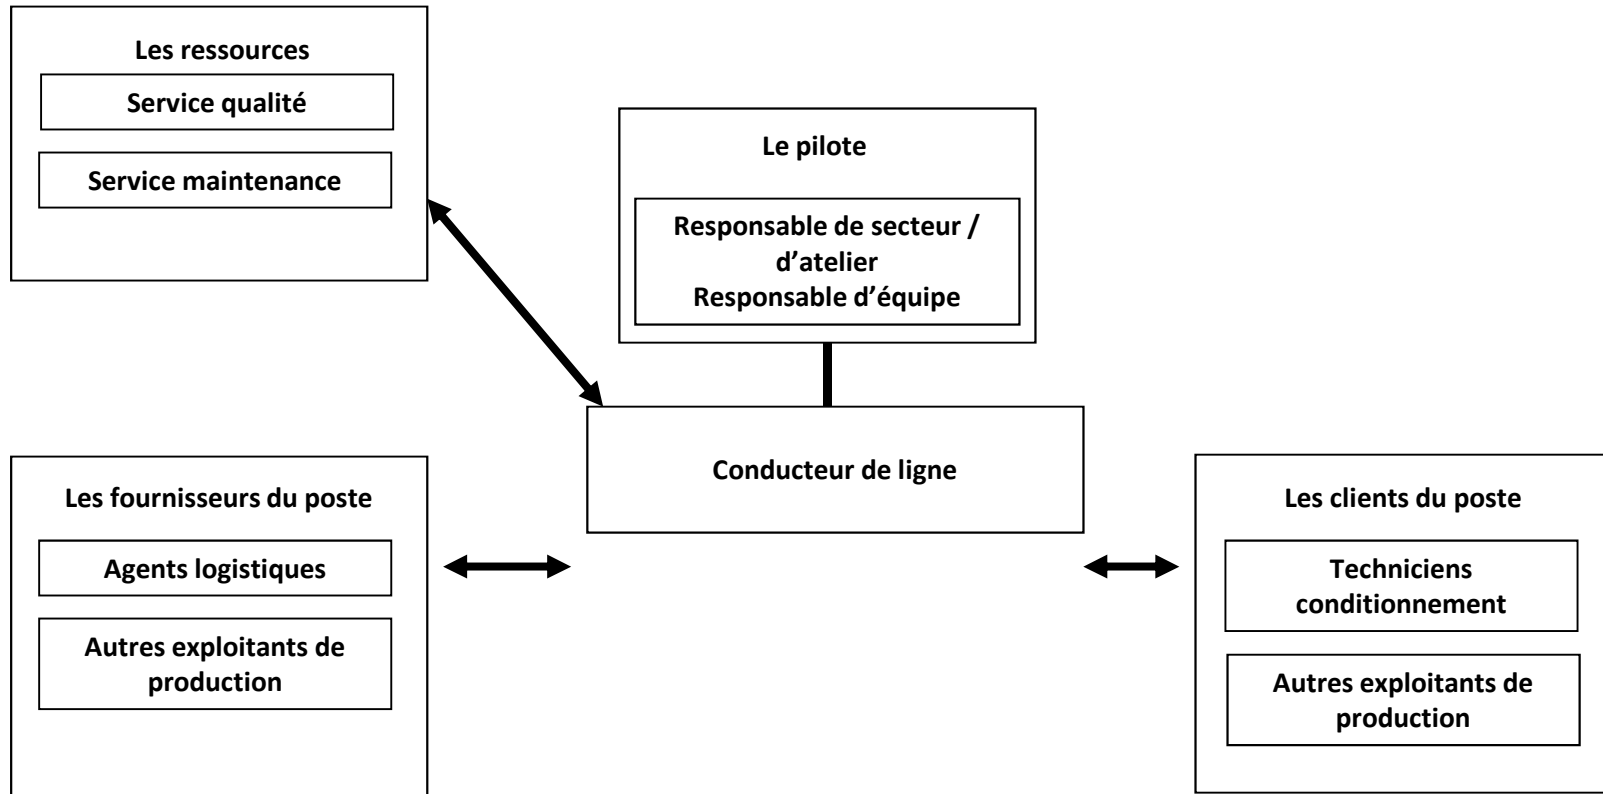 Les ressources
Service qualité
Service maintenance
Le pilote
Responsable de secteur /
d’atelier
Responsable d’équipe
Conducteur de ligne
Les fournisseurs du poste
Agents logistiques
Autres exploitants de
production
Les clients du poste
Techniciens
conditionnement
Autres exploitants de
production